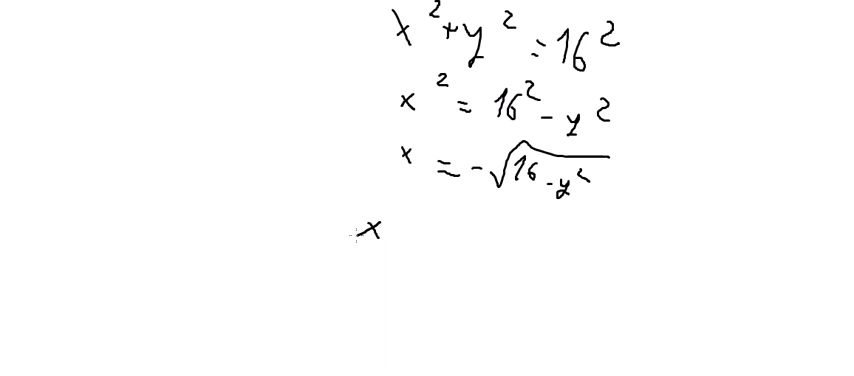 x² + y² = 16²
x² = 16² - y²
x = -√(16 - y²)
x